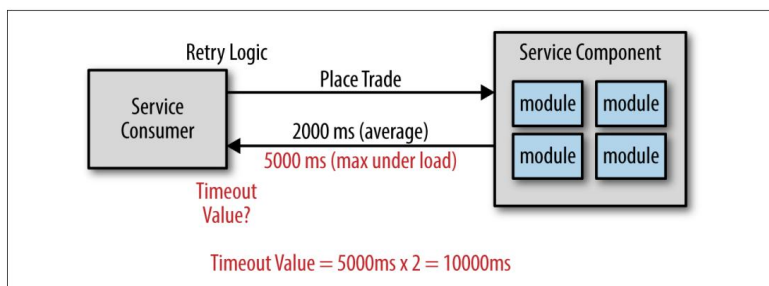 Retry Logic
Service Component
Place Trade
Service
Consumer
module
module
2000 ms (average)
5000 ms (max under load)
module
module
Timeout
Value?
Timeout Value = 5000ms x 2 = 10000ms